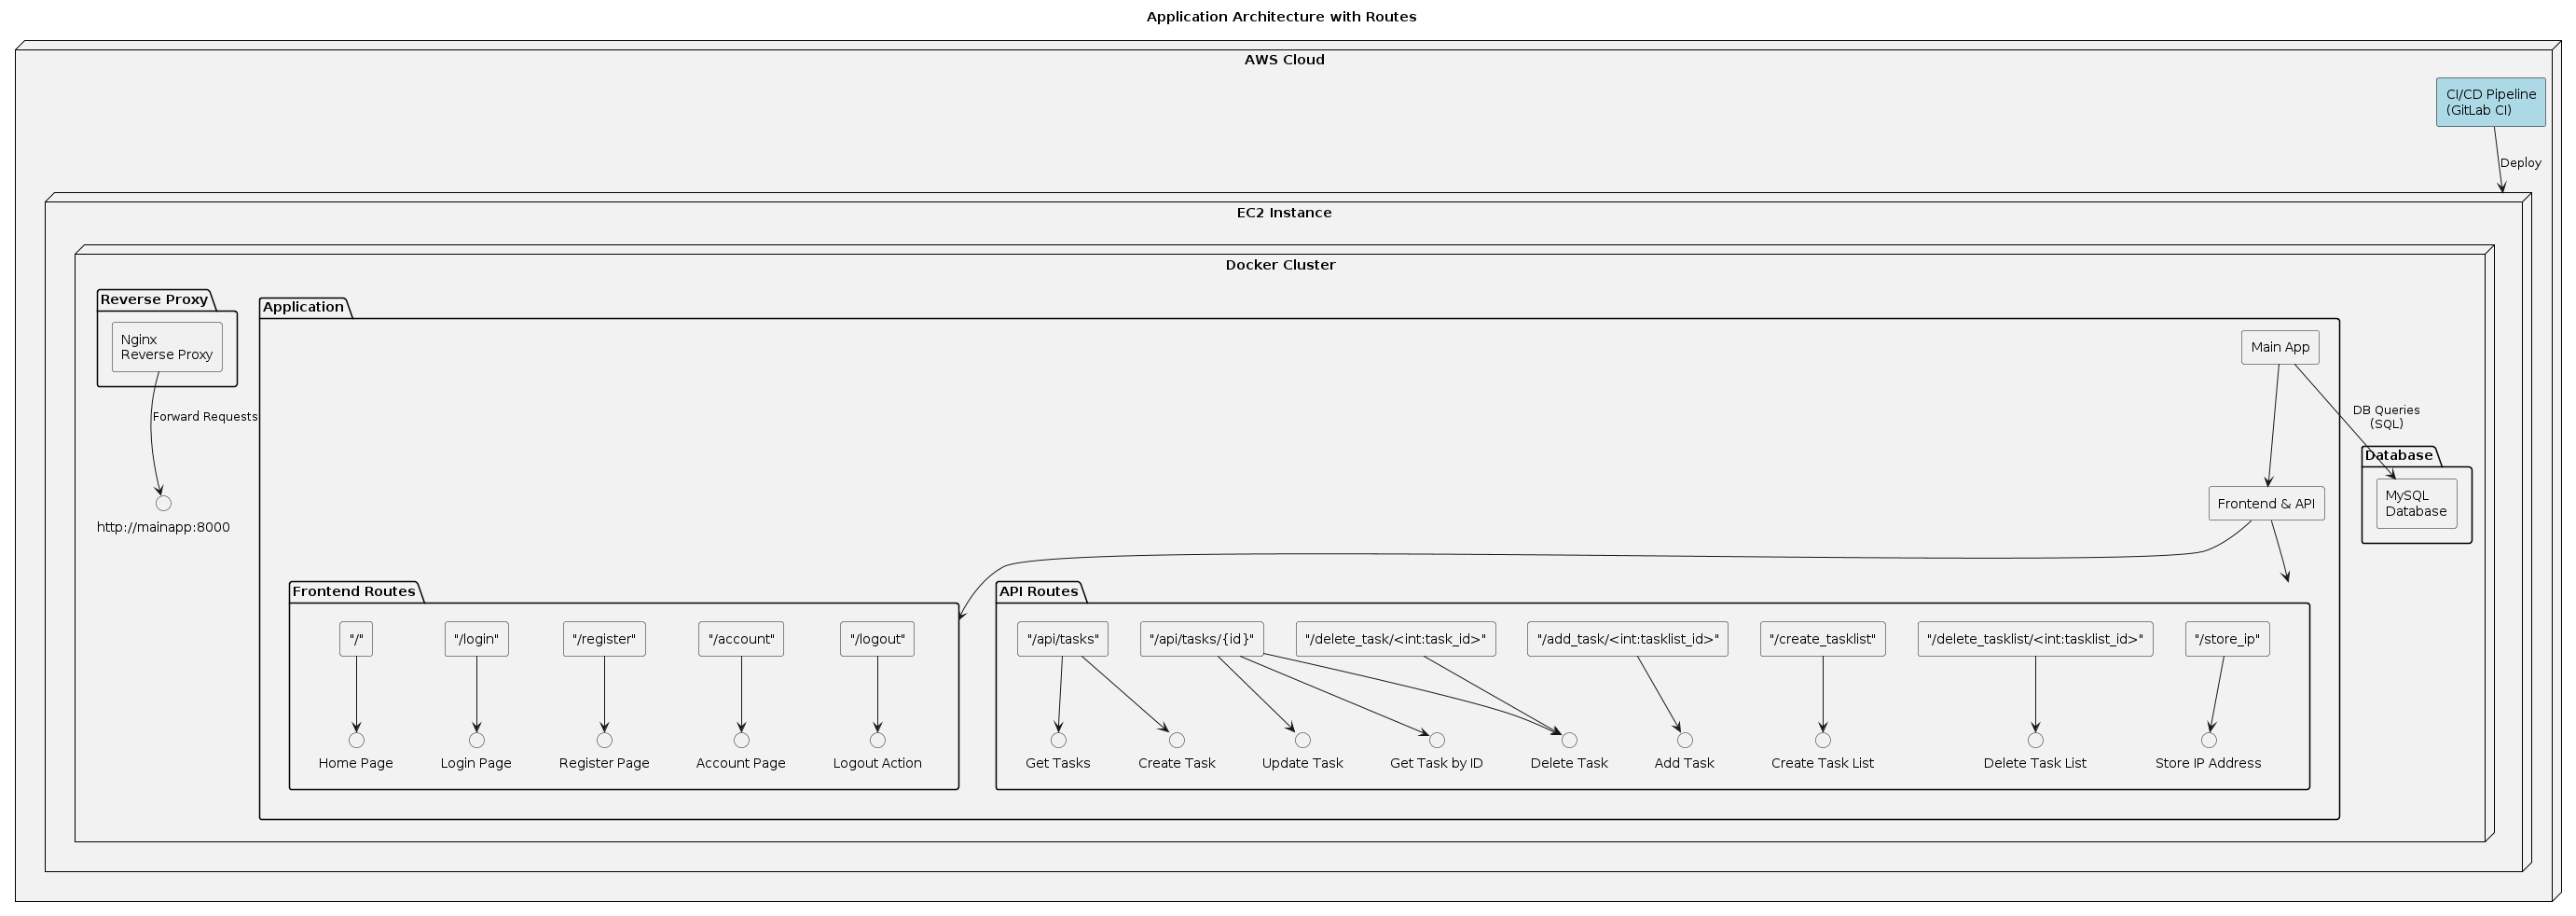 Application Architecture with Routes
AWS Cloud
CI/CD Pipeline
(GitLab CI)
Deploy
EC2 Instance
Docker Cluster
Reverse Proxy
Nginx
Reverse Proxy
Forward Requests
http://mainapp:8000
Application
Main App
DB Queries
(SQL)
Database
MySQL
Database
Frontend & API
Frontend Routes
"/"
"/login"
"/register"
"/account"
"/logout"
Home Page
Login Page
Register Page
Account Page
Logout Action
API Routes
"/api/tasks"
"/api/tasks/{id}"
"/delete_task/<int:task_id>"
"/add_task/<int:tasklist_id>"
"/create_tasklist"
"/delete_tasklist/<int:tasklist_id>"
"/store_ip"
Get Tasks
Create Task
Update Task
Get Task by ID
Delete Task
Add Task
Create Task List
Delete Task List
Store IP Address